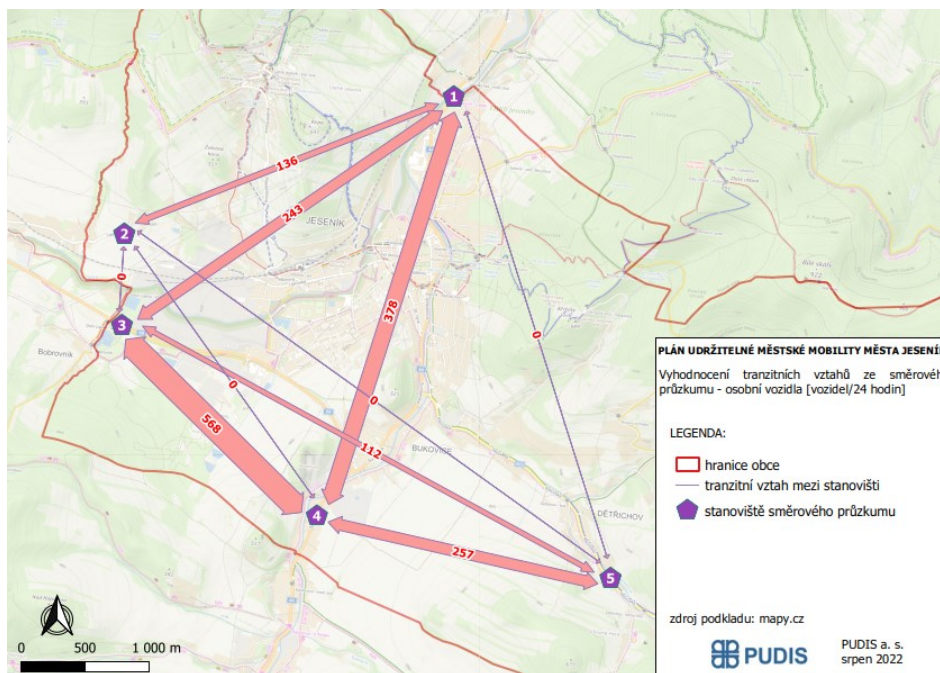 1
136
243
JESENÍK
2
0
378
3
Bobrovník
0
0
0
568
112
BUKOVICE
4
257
DĚTŘICHOV
5
0 500 1 000 m
PLÁN UDRŽITELNÉ MĚSTSKÉ MOBILITY MĚSTA JESENÍK
Vyhodnocení tranzitních vztahů ze směrového
průzkumu - osobní vozidla [vozidel/24 hodin]
LEGENDA:
hranice obce
tranzitní vztah mezi stanovišti
stanoviště směrového průzkumu
zdroj podkladu: mapy.cz
PUDIS
PUDIS a. s.
srpen 2022